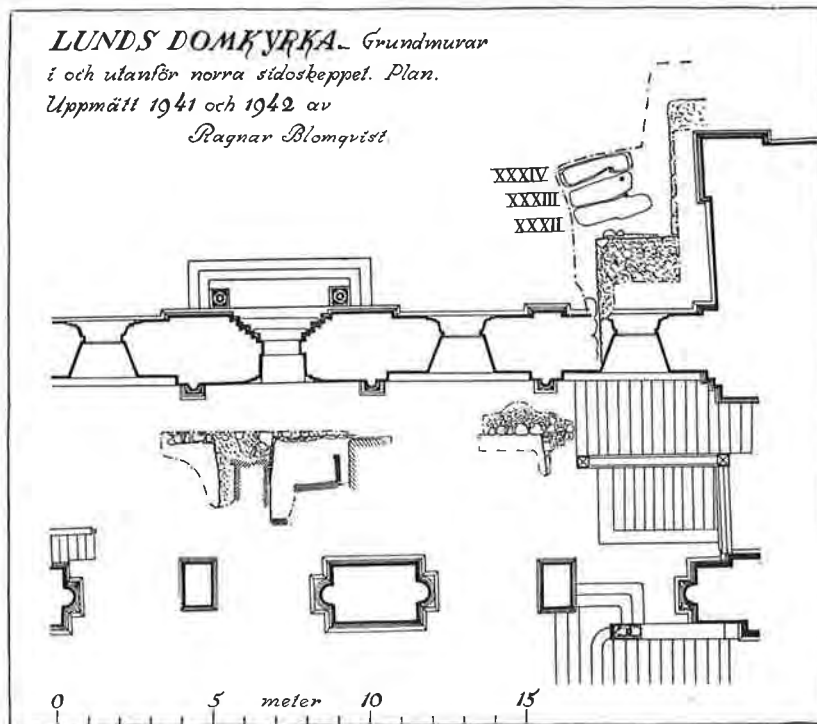 LUNDS DOMKYRKA. Grundmurar
i och utanför norra sidoskeppet. Plan.
Uppmätt 1941 och 1942 av
Ragnar Blomqvist
XXXIV
XXXIII
XXXII
0 5 meter 10 15